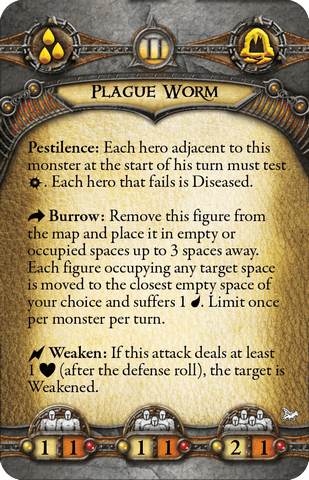 II
PLAGUE WORM
Pestilence: Each hero adjacent to this
monster at the start of his turn must test
. Each hero that fails is Diseased.
Burrow: Remove this figure from
the map and place it in empty or
occupied spaces up to 3 spaces away.
Each figure occupying any target space
is moved to the closest empty space of
your choice and suffers 1 . Limit once
per monster per turn.
Weaken: If this attack deals at least
1 (after the defense roll), the target is
Weakened.
1 1 1 1 2 1